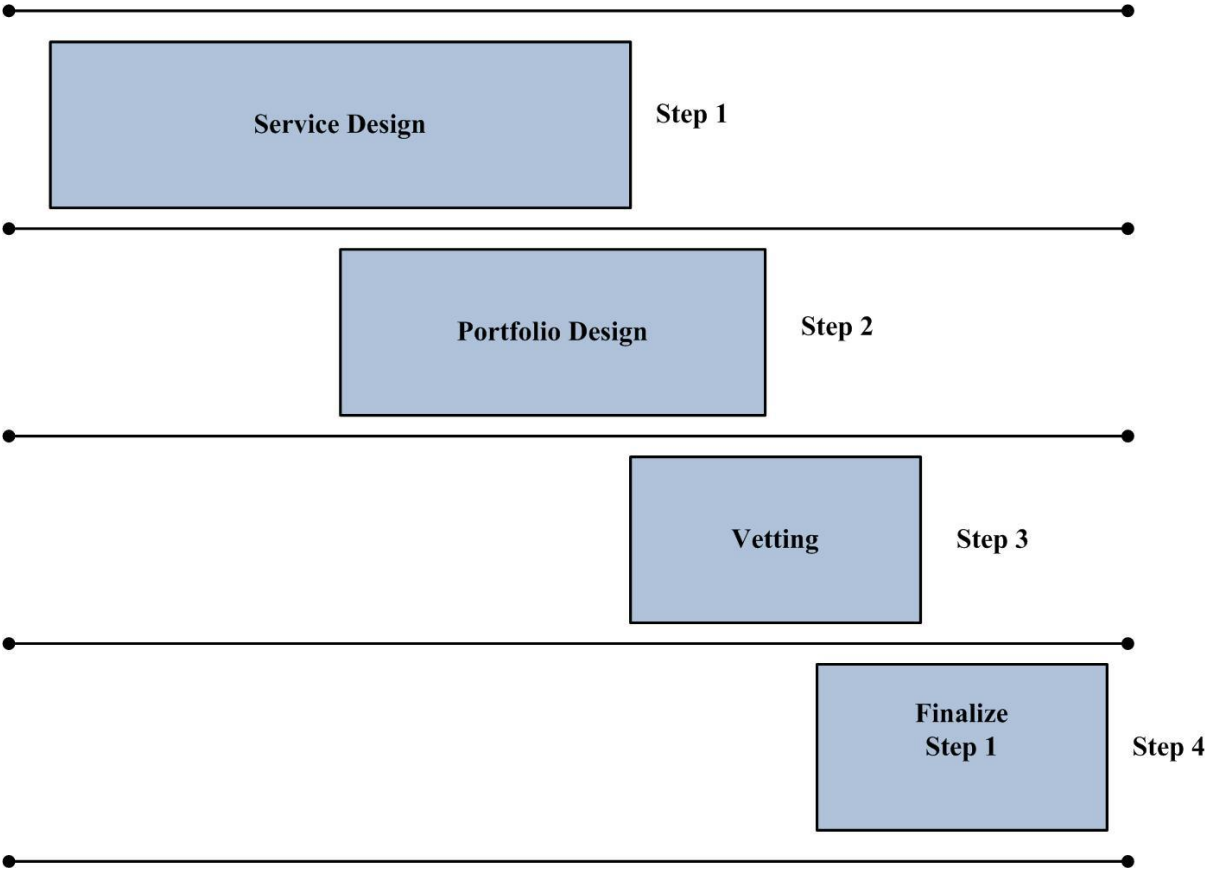 Service Design
Step 1
Portfolio Design
Step 2
Vetting
Step 3
Finalize
Step 1
Step 4